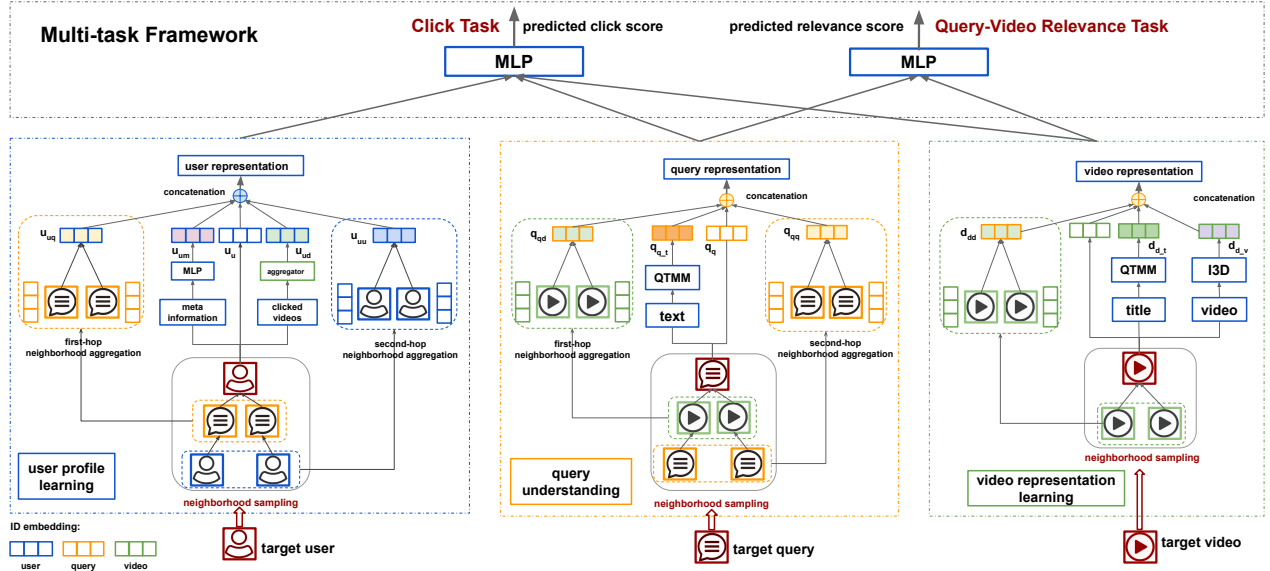 Multi-task Framework
Click Task
predicted click score
predicted relevance score
Query-Video Relevance Task
MLP
MLP
user representation
concatenation
u_uq
u_um
u_u
u_ud
u_uu
MLP
aggregator
meta
information
clicked
videos
first-hop
neighborhood aggregation
second-hop
neighborhood aggregation
user profile
learning
neighborhood sampling
target user
query representation
concatenation
q_qd
q_q_t
q_q
q_qq
QTMM
text
first-hop
neighborhood aggregation
second-hop
neighborhood aggregation
query
understanding
neighborhood sampling
target query
video representation
concatenation
d_dd
d_d_t
d_d_v
QTMM
I3D
title
video
neighborhood sampling
video representation
learning
target video
ID embedding:
user
query
video